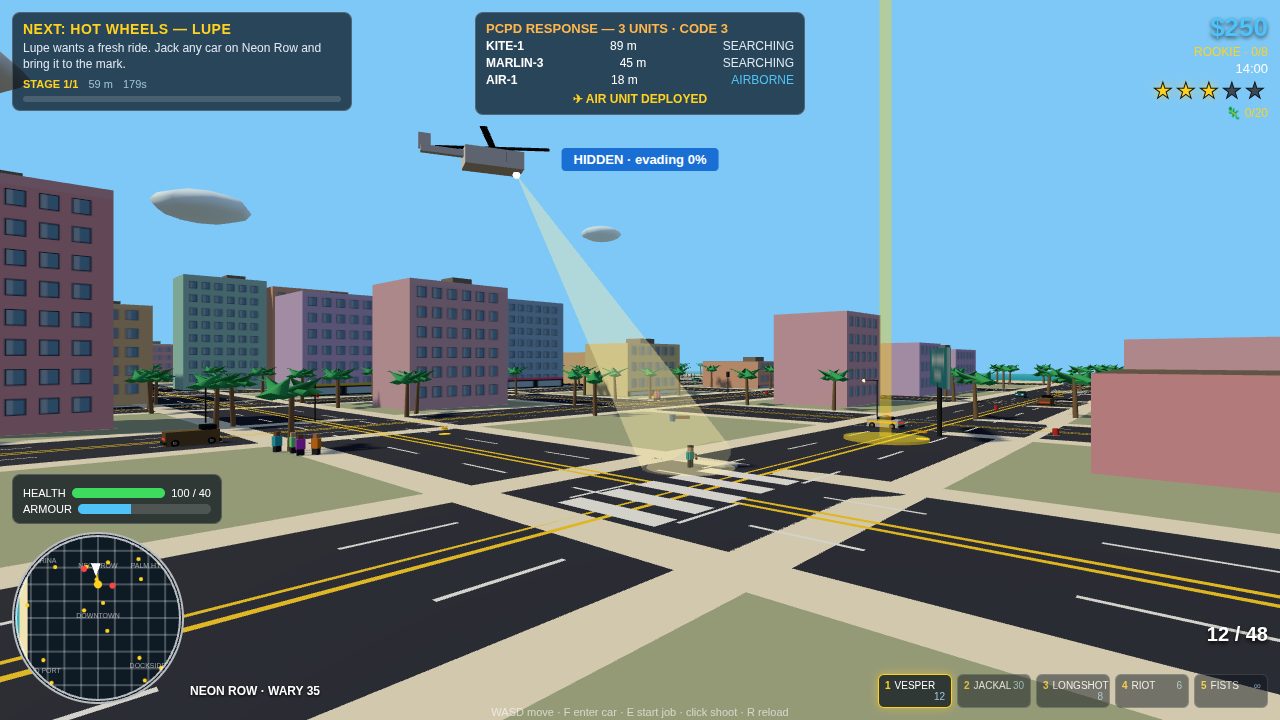 NEXT: HOT WHEELS — LUPE
Lupe wants a fresh ride. Jack any car on Neon Row and
bring it to the mark.
STAGE 1/1 59 m 179s
PCPD RESPONSE — 3 UNITS · CODE 3
KITE-1 89 m SEARCHING
MARLIN-3 45 m SEARCHING
AIR-1 18 m AIRBORNE
✈ AIR UNIT DEPLOYED
$250
ROOKIE · 0/8
14:00
0/20
HIDDEN · evading 0%
HEALTH 100 / 40
ARMOUR
PALM H
DOWNTOWN
PORT
DOCKSIDE
NEON ROW · WARY 35
12 / 48
1 VESPER 12
2 JACKAL 30
3 LONGSHOT 8
4 RIOT 6
5 FISTS ∞
WASD move · F enter car · E start job · click shoot · R reload